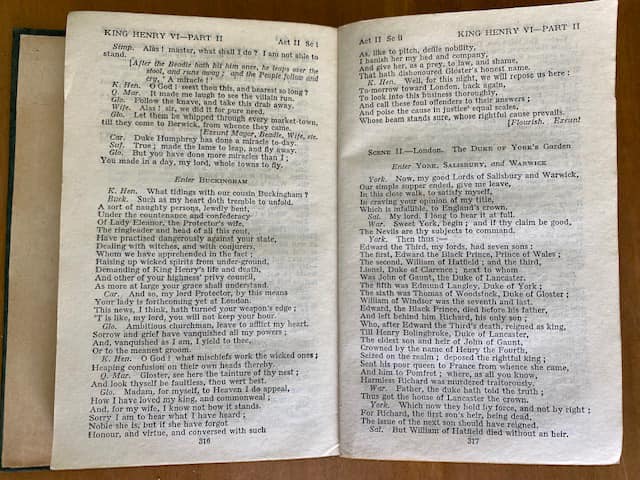 KING HENRY VI—PART II Act II Sc i
Simp. Alas! master, what shall I do? I am not able to
stand.
[After the Beadle hath hit him once, he leaps over the
stool, and runs away; and the People follow and
cry, 'A miracle!'
K. Hen. O God! seest thou this, and bearest so long?
Q. Mar. It made me laugh to see the villain run.
Glo. Follow the knave, and take this drab away.
Wife. Alas! sir, we did it for pure need.
Glo. Let them be whipped through every market-town,
till they come to Berwick, from whence they came.
[Exeunt Mayor, Beadle, Wife, etc.
Car. Duke Humphrey has done a miracle to-day.
Suf. True; made the lame to leap, and fly away.
Glo. But you have done more miracles than I;
You made in a day, my lord, whole towns to fly.
Enter BUCKINGHAM
K. Hen. What tidings with our cousin Buckingham?
Buck. Such as my heart doth tremble to unfold.
A sort of naughty persons, lewdly bent,
Under the countenance and confederacy
Of Lady Eleanor, the Protector's wife,
The ringleader and head of all this rout,
Have practised dangerously against your state,
Dealing with witches, and with conjurers,
Whom we have apprehended in the fact;
Raising up wicked spirits from under-ground,
Demanding of King Henry's life and death,
And other of your highness' privy council,
As more at large your grace shall understand.
Car. And so, my lord Protector, by this means
Your lady is forthcoming yet at London.
This news, I think, hath turned your weapon's edge;
'T is like, my lord, you will not keep your hour.
Glo. Ambitious churchman, leave to afflict my heart.
Sorrow and grief have vanquished all my powers;
And, vanquished as I am, I yield to thee,
Or to the meanest groom.
K. Hen. O God! what mischiefs work the wicked ones;
Heaping confusion on their own heads thereby.
Q. Mar. Gloster, see here the tainture of thy nest;
And look thyself be faultless, thou wert best.
Glo. Madam, for myself, to Heaven I do appeal,
How I have loved my king, and commonweal;
And, for my wife, I know not how it stands.
Sorry I am to hear what I have heard;
Noble she is, but if she have forgot
Honour, and virtue, and conversed with such
316
Act II Sc ii KING HENRY VI—PART II
As, like to pitch, defile nobility,
I banish her my bed and company,
And give her, as a prey, to law, and shame,
That hath dishonoured Gloster's honest name.
K. Hen. Well, for this night, we will repose us here:
To-morrow toward London, back again,
To look into this business thoroughly,
And call these foul offenders to their answers;
And poise the cause in justice' equal scales,
Whose beam stands sure, whose rightful cause prevails.
[Flourish. Exeunt
SCENE II.—LONDON. THE DUKE OF YORK'S GARDEN
Enter YORK, SALISBURY, and WARWICK
York. Now, my good Lords of Salisbury and Warwick,
Our simple supper ended, give me leave,
In this close walk, to satisfy myself,
In craving your opinion of my title,
Which is infallible, to England's crown.
Sal. My lord, I long to hear it at full.
War. Sweet York, begin; and if thy claim be good,
The Nevils are thy subjects to command.
York. Then thus:—
Edward the Third, my lords, had seven sons:
The first, Edward the Black Prince, Prince of Wales;
The second, William of Hatfield; and the third,
Lionel, Duke of Clarence; next to whom
Was John of Gaunt, the Duke of Lancaster.
The fifth was Edmund Langley, Duke of York;
The sixth was Thomas of Woodstock, Duke of Gloster;
William of Windsor was the seventh and last.
Edward, the Black Prince, died before his father,
And left behind him Richard, his only son;
Who, after Edward the Third's death, reigned as king,
Till Henry Bolingbroke, Duke of Lancaster,
The eldest son and heir of John of Gaunt,
Crowned by the name of Henry the Fourth,
Seized on the realm; deposed the rightful king;
Sent his poor queen to France from whence she came,
And him to Pomfret; where, as all you know,
Harmless Richard was murdered traitorously.
War. Father, the duke hath told the truth;
Thus got the house of Lancaster the crown.
York. Which now they hold by force, and not by right;
For Richard, the first son's heir, being dead,
The issue of the next son should have reigned.
Sal. But William of Hatfield died without an heir.
317